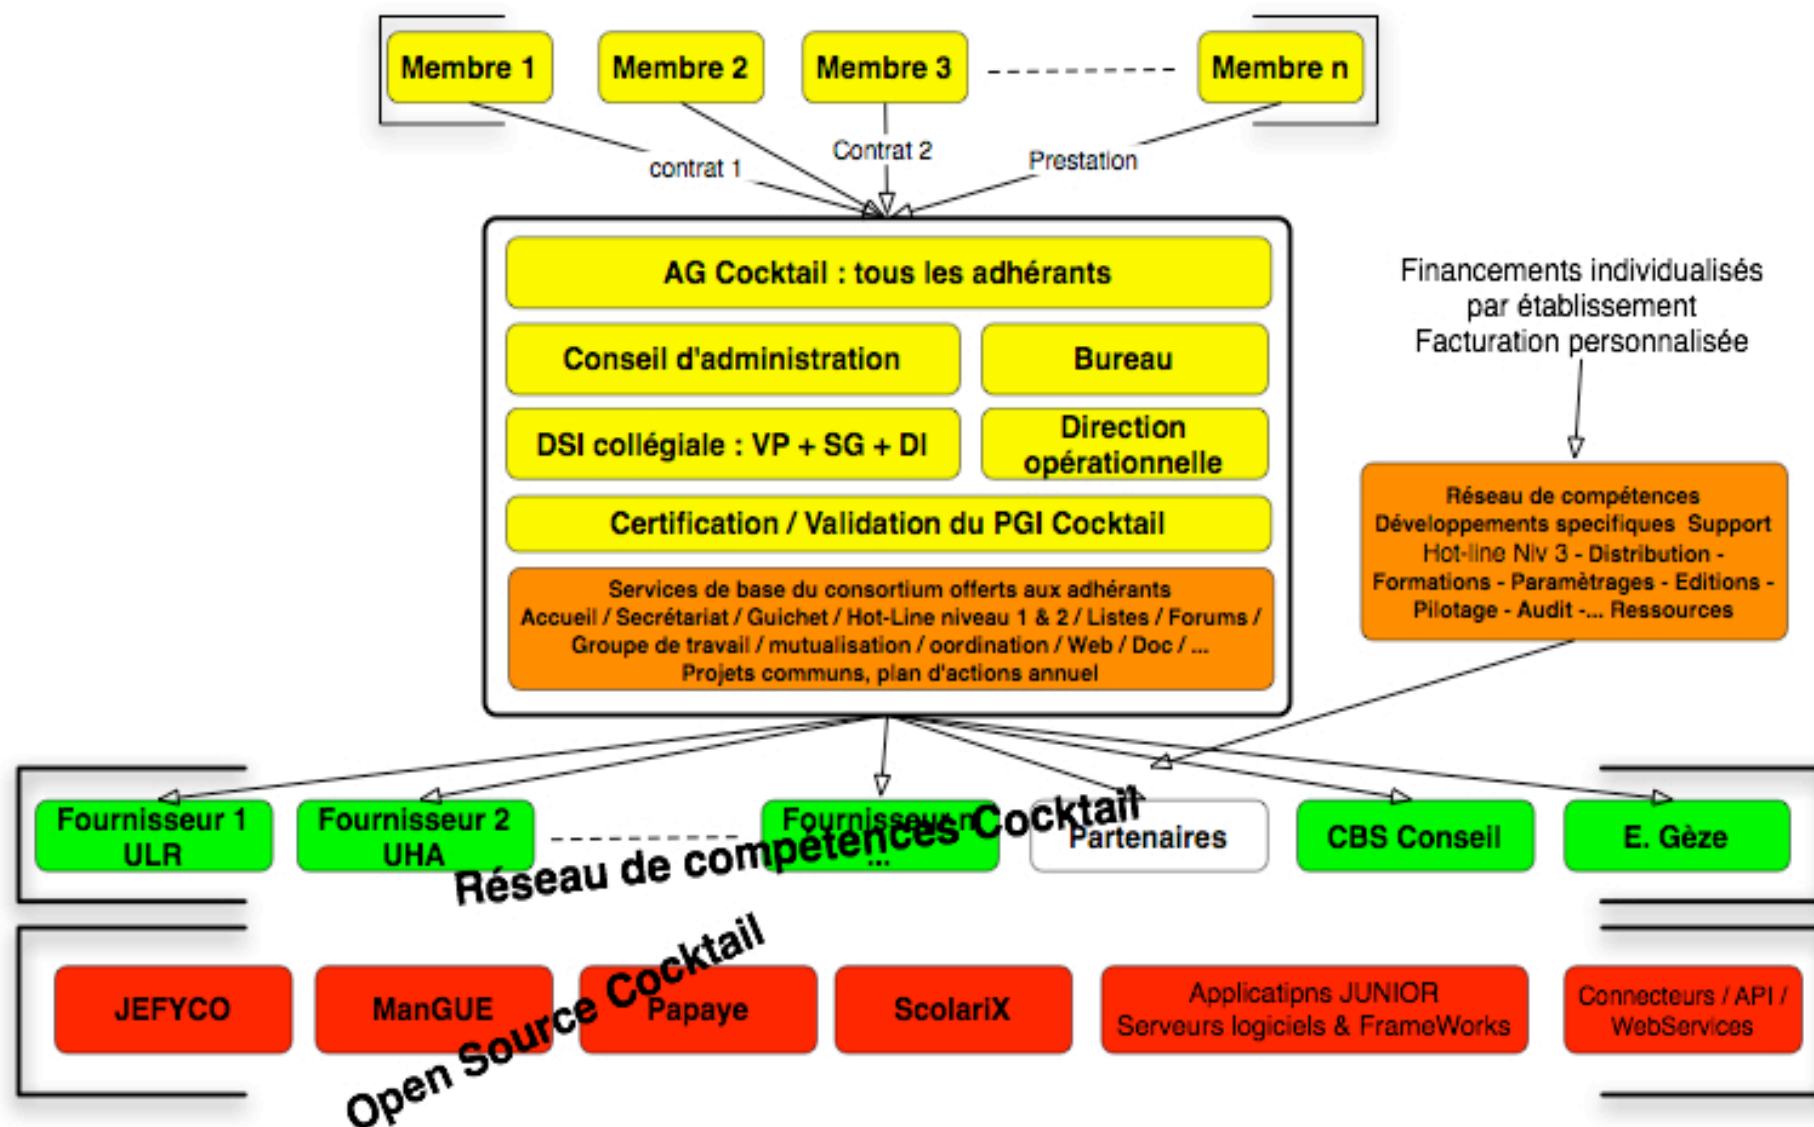 Membre 1
Membre 2
Membre 3
Membre n
contrat 1
Contrat 2
Prestation
AG Cocktail : tous les adhérants
Conseil d'administration
Bureau
DSI collégiale : VP + SG + DI
Direction
opérationnelle
Certification / Validation du PGI Cocktail
Services de base du consortium offerts aux adhérants
Accueil / Secrétariat / Guichet / Hot-Line niveau 1 & 2 / Listes / Forums /
Groupe de travail / mutualisation / oordination / Web / Doc / ...
Projets communs, plan d'actions annuel
Financements individualisés
par établissement
Facturation personnalisée
Réseau de compétences
Développements specifiques Support
Hot-line Niv 3 - Distribution -
Formations - Paramètrages - Editions -
Pilotage - Audit -... Ressources
Fournisseur 1
ULR
Fournisseur 2
UHA
Fournisseur n
...
Partenaires
CBS Conseil
E. Gèze
Réseau de compétences Cocktail
JEFYCO
ManGUE
Papaye
ScolariX
Applicatipns JUNIOR
Serveurs logiciels & FrameWorks
Connecteurs / API /
WebServices
Open Source Cocktail